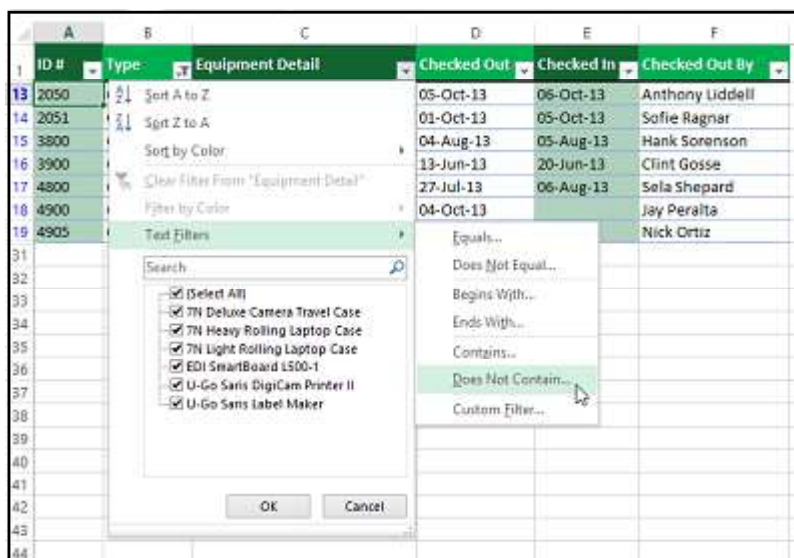 A B C D E F
1 ID # Type Equipment Detail Checked Out Checked In Checked Out By
13 2050 05-Oct-13 06-Oct-13 Anthony Liddell
14 2051 01-Oct-13 05-Oct-13 Sofie Ragnar
15 3800 04-Aug-13 05-Aug-13 Hank Sorenson
16 3900 13-Jun-13 20-Jun-13 Clint Gosse
17 4800 27-Jul-13 06-Aug-13 Sela Shepard
18 4900 04-Oct-13 Jay Peralta
19 4905 Nick Ortiz
31
32
33
34
35
36
37
38
39
40
41
42
43
44
Sort A to Z
Sort Z to A
Sort by Color
Clear Filter From "Equipment Detail"
Filter by Color
Text Filters
Search
(Select All)
7N Deluxe Camera Travel Case
7N Heavy Rolling Laptop Case
7N Light Rolling Laptop Case
EDI SmartBoard L500-1
U-Go Saris DigiCam Printer II
U-Go Saris Label Maker
OK Cancel
Equals...
Does Not Equal...
Begins With...
Ends With...
Contains...
Does Not Contain...
Custom Filter...